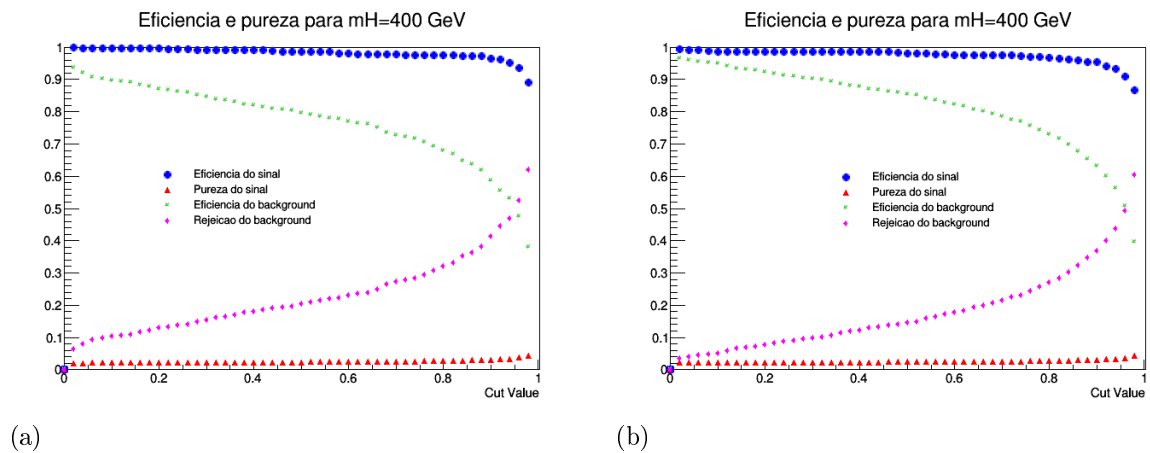 Eficiencia e pureza para mH=400 GeV
1
0.9
0.8
0.7
0.6
0.5
0.4
0.3
0.2
0.1
0
Eficiencia do sinal
Pureza do sinal
Eficiencia do background
Rejeicao do background
0 0.2 0.4 0.6 0.8 1
Cut Value
(a)
Eficiencia e pureza para mH=400 GeV
1
0.9
0.8
0.7
0.6
0.5
0.4
0.3
0.2
0.1
0
Eficiencia do sinal
Pureza do sinal
Eficiencia do background
Rejeicao do background
0 0.2 0.4 0.6 0.8 1
Cut Value
(b)